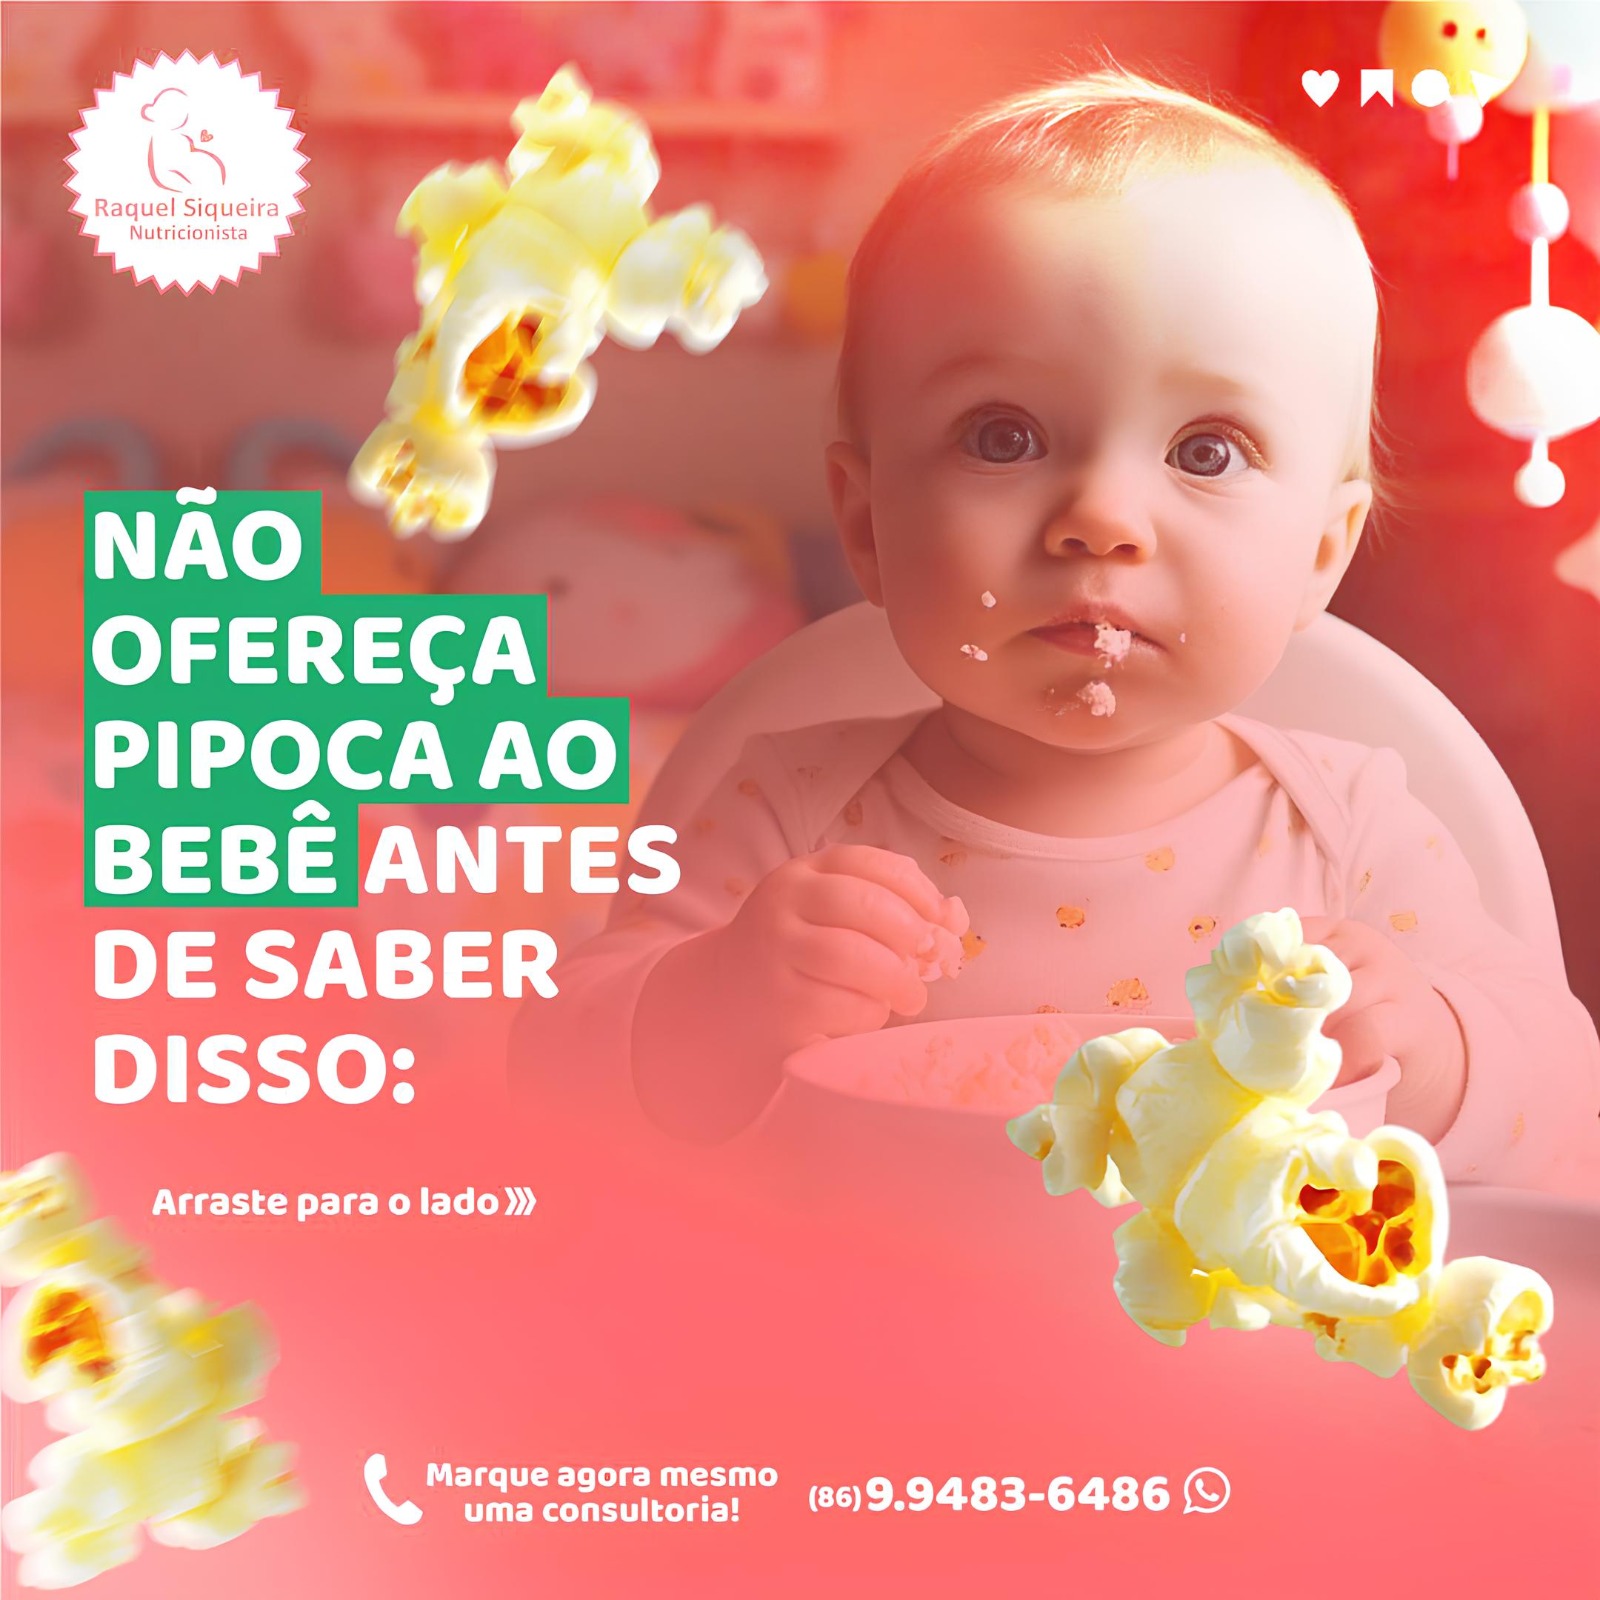 Raquel Siqueira
Nutricionista
NÃO
OFEREÇA
PIPOCA AO
BEBÊ ANTES
DE SABER
DISSO:
Arraste para o lado
Marque agora mesmo
uma consultoria!
(86) 9.9483-6486